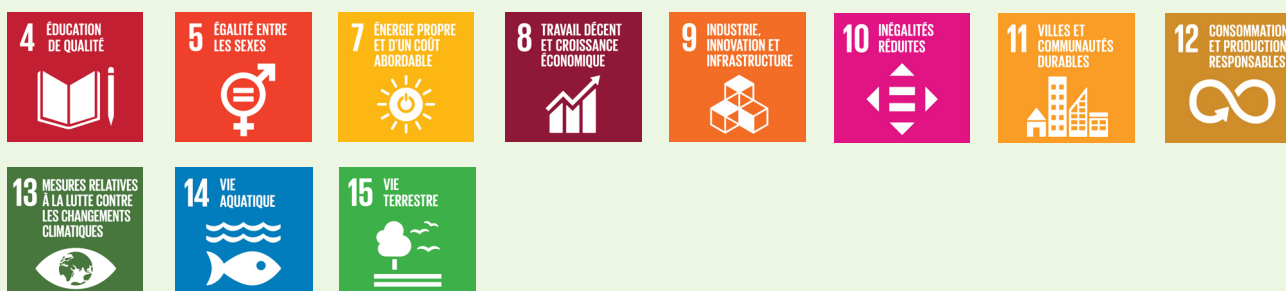 4 ÉDUCATION
DE QUALITÉ
5 ÉGALITÉ ENTRE
LES SEXES
7 ÉNERGIE PROPRE
ET D'UN COÛT
ABORDABLE
8 TRAVAIL DÉCENT
ET CROISSANCE
ÉCONOMIQUE
9 INDUSTRIE,
INNOVATION ET
INFRASTRUCTURE
10 INÉGALITÉS
RÉDUITES
11 VILLES ET
COMMUNAUTÉS
DURABLES
12 CONSOMMATION
ET PRODUCTION
RESPONSABLES
13 MESURES RELATIVES
À LA LUTTE CONTRE
LES CHANGEMENTS
CLIMATIQUES
14 VIE
AQUATIQUE
15 VIE
TERRESTRE